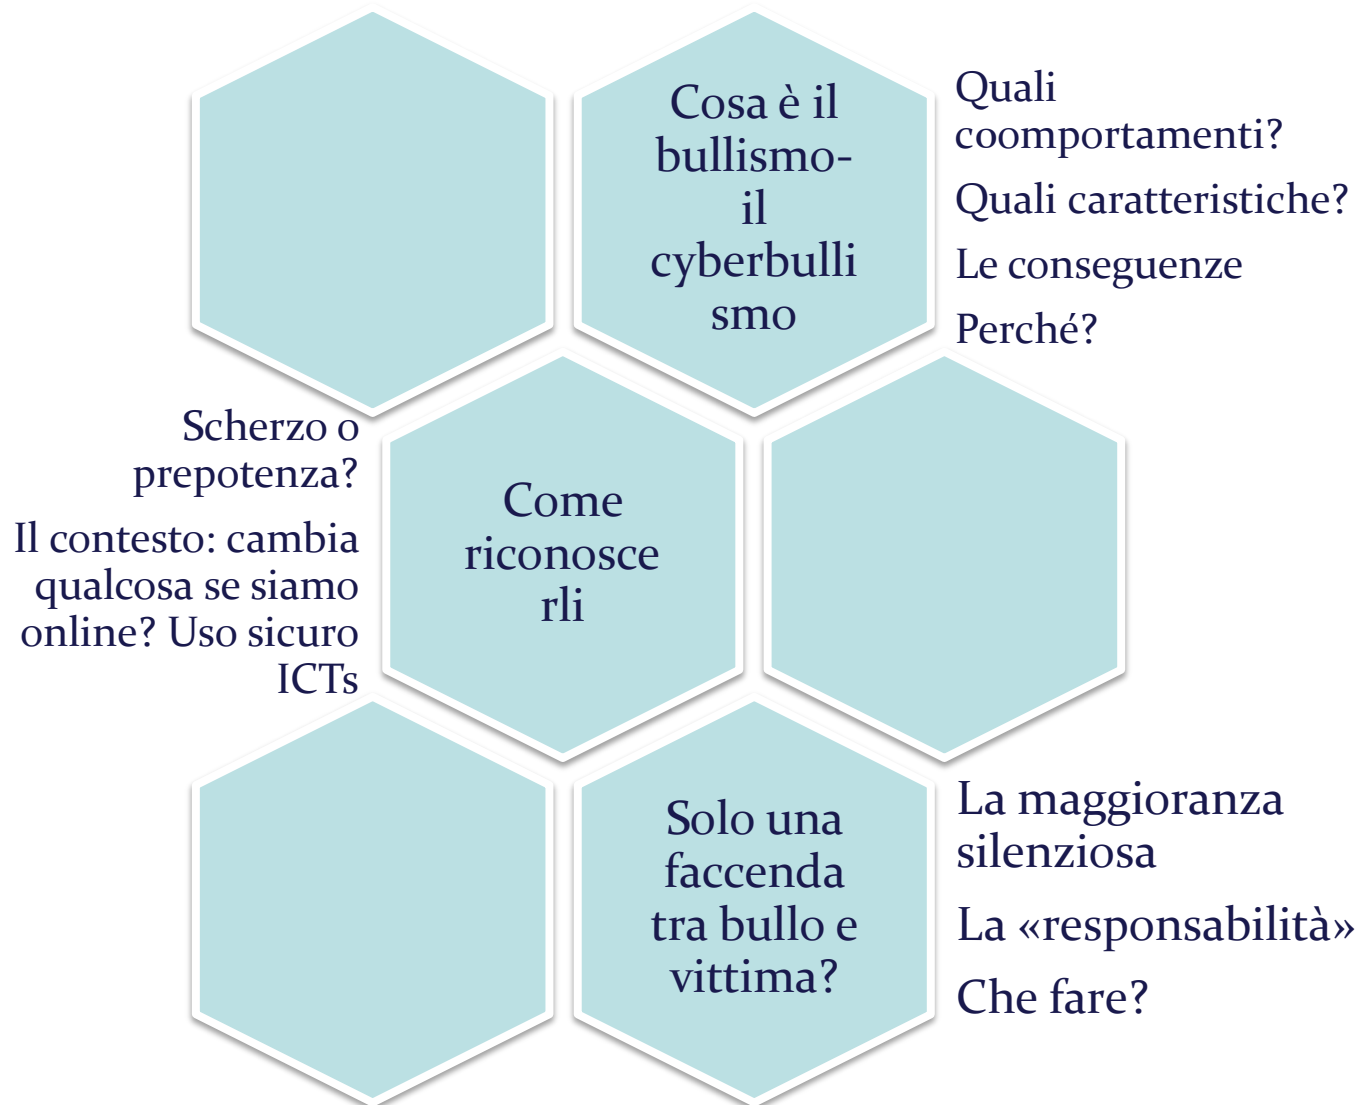 Cosa è il
bullismo-
il
cyberbulli
smo
Quali
coomportamenti?
Quali caratteristiche?
Le conseguenze
Perché?
Scherzo o
prepotenza?
Il contesto: cambia
qualcosa se siamo
online? Uso sicuro
ICTs
Come
riconosce
rli
Solo una
faccenda
tra bullo e
vittima?
La maggioranza
silenziosa
La «responsabilità»
Che fare?